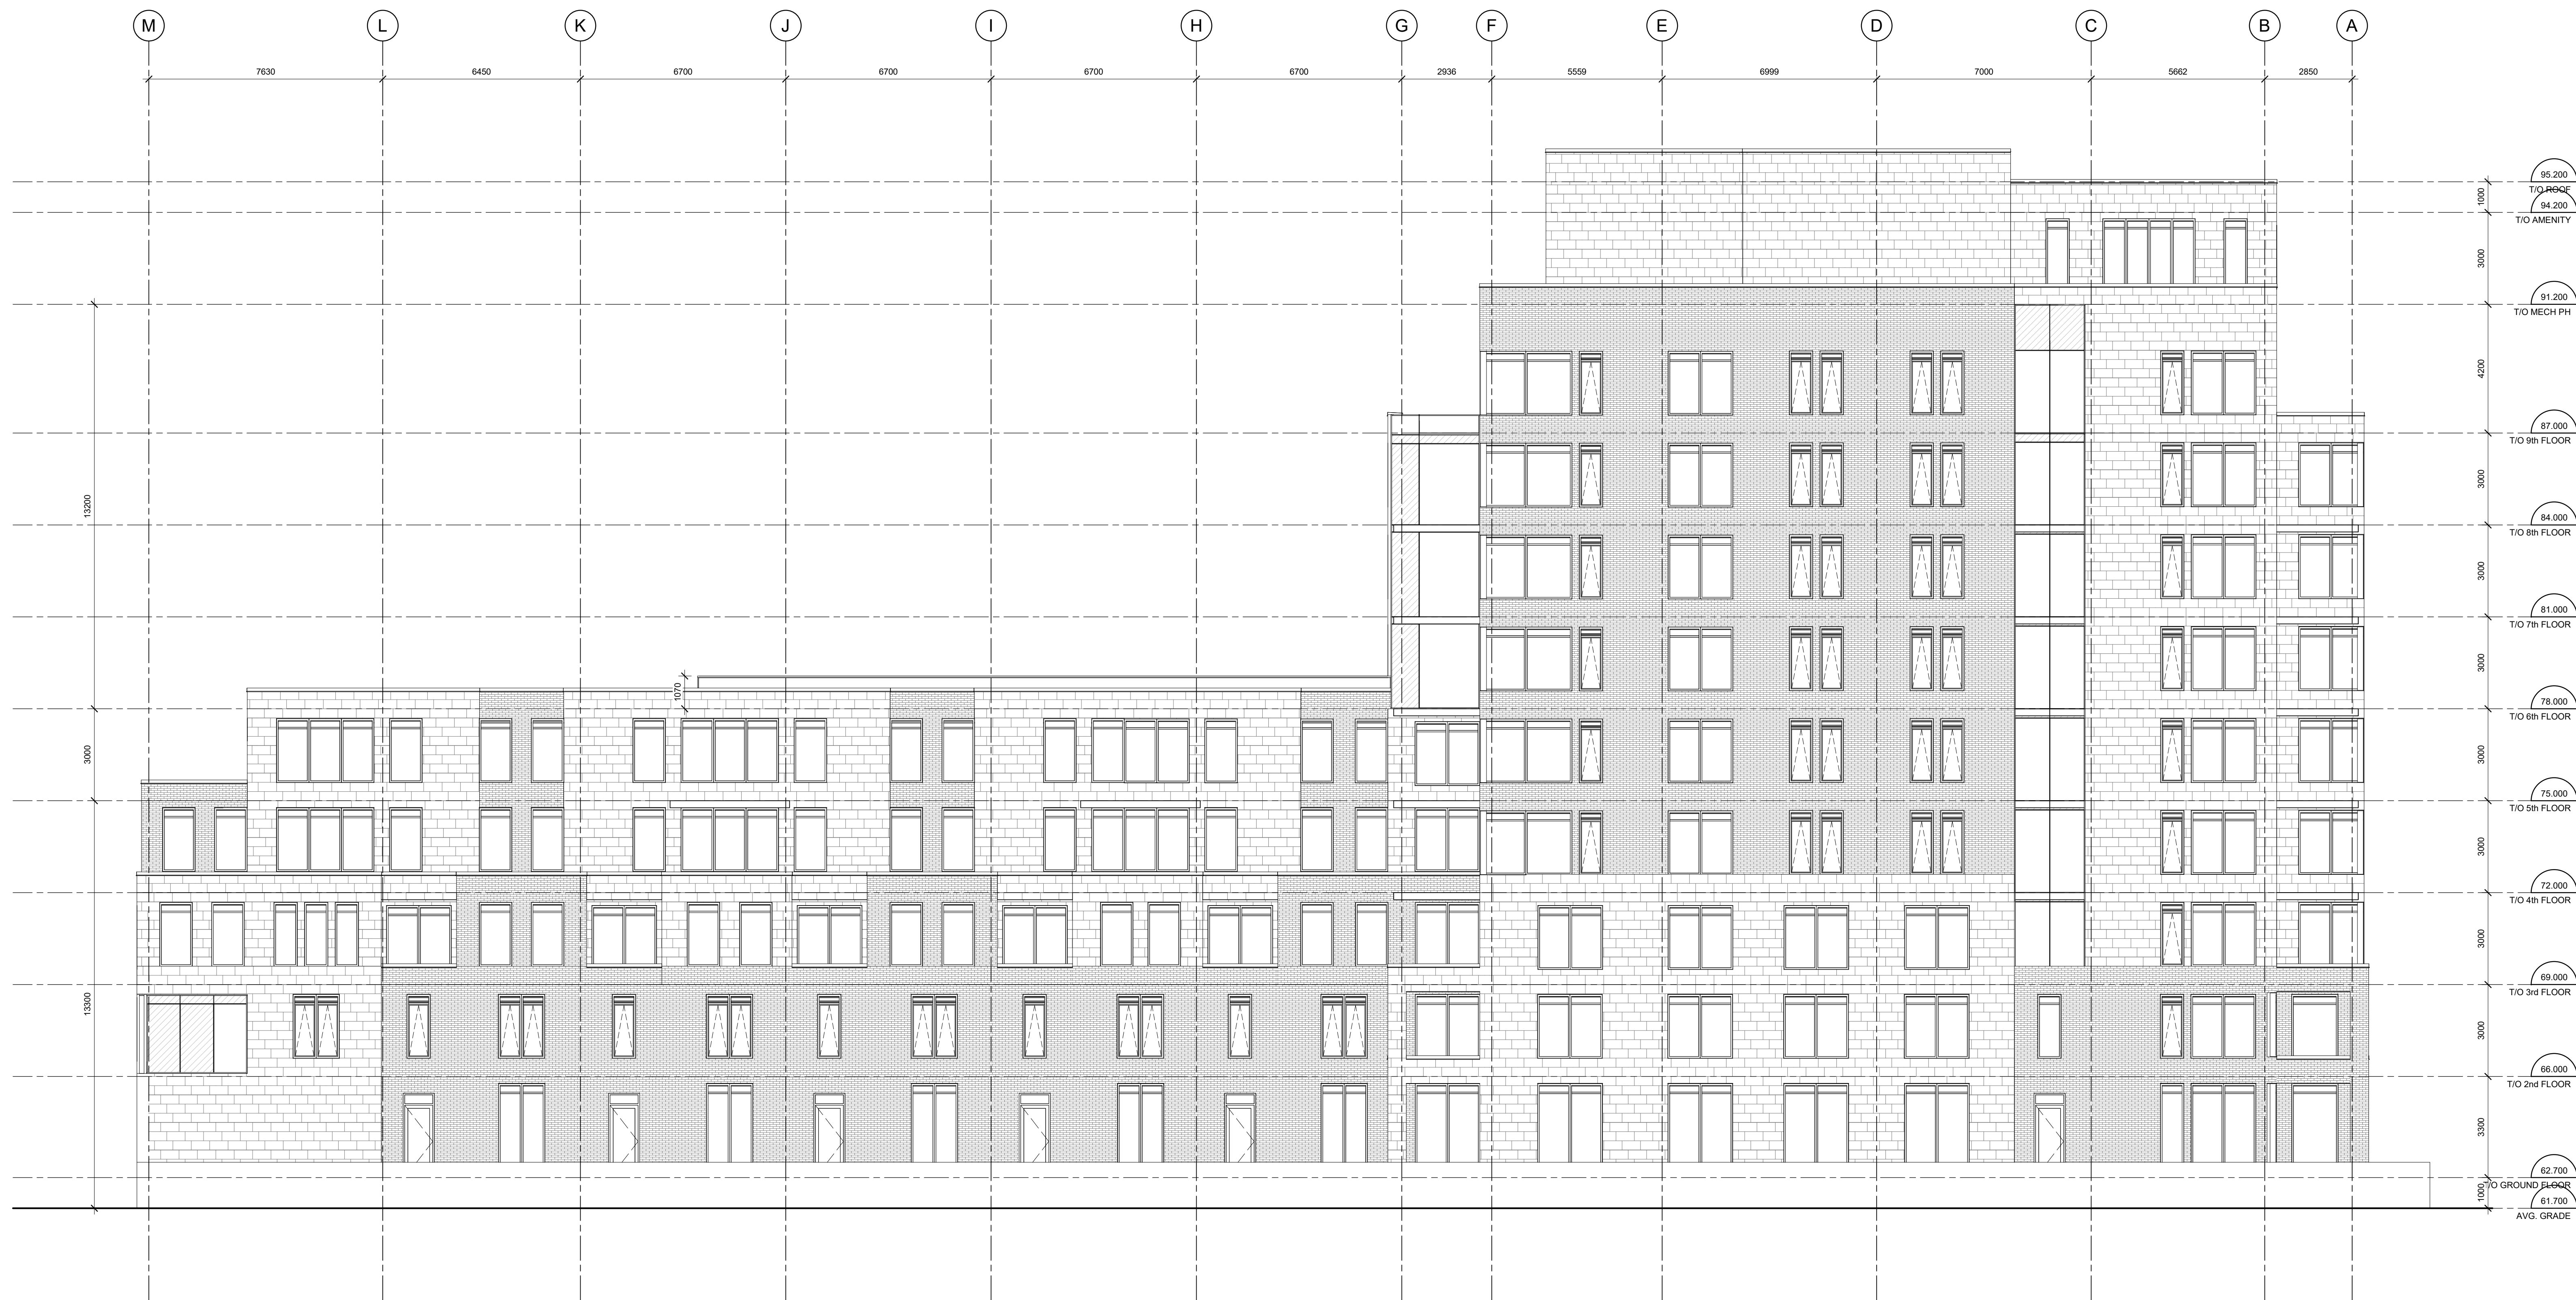 M L K J I H G F E D C B A
7630 6450 6700 6700 6700 6700 2936 5559 6999 7000 5662 2850
95.200
T/O ROOF
1000
94.200
T/O AMENITY
3000
91.200
T/O MECH PH
4200
87.000
T/O 9th FLOOR
13200
3000
84.000
T/O 8th FLOOR
3000
81.000
T/O 7th FLOOR
3000
1070
78.000
T/O 6th FLOOR
3000
3000
75.000
T/O 5th FLOOR
3000
72.000
T/O 4th FLOOR
3000
69.000
T/O 3rd FLOOR
13300
3000
66.000
T/O 2nd FLOOR
3300
62.700
T/O GROUND FLOOR
1000
61.700
AVG. GRADE